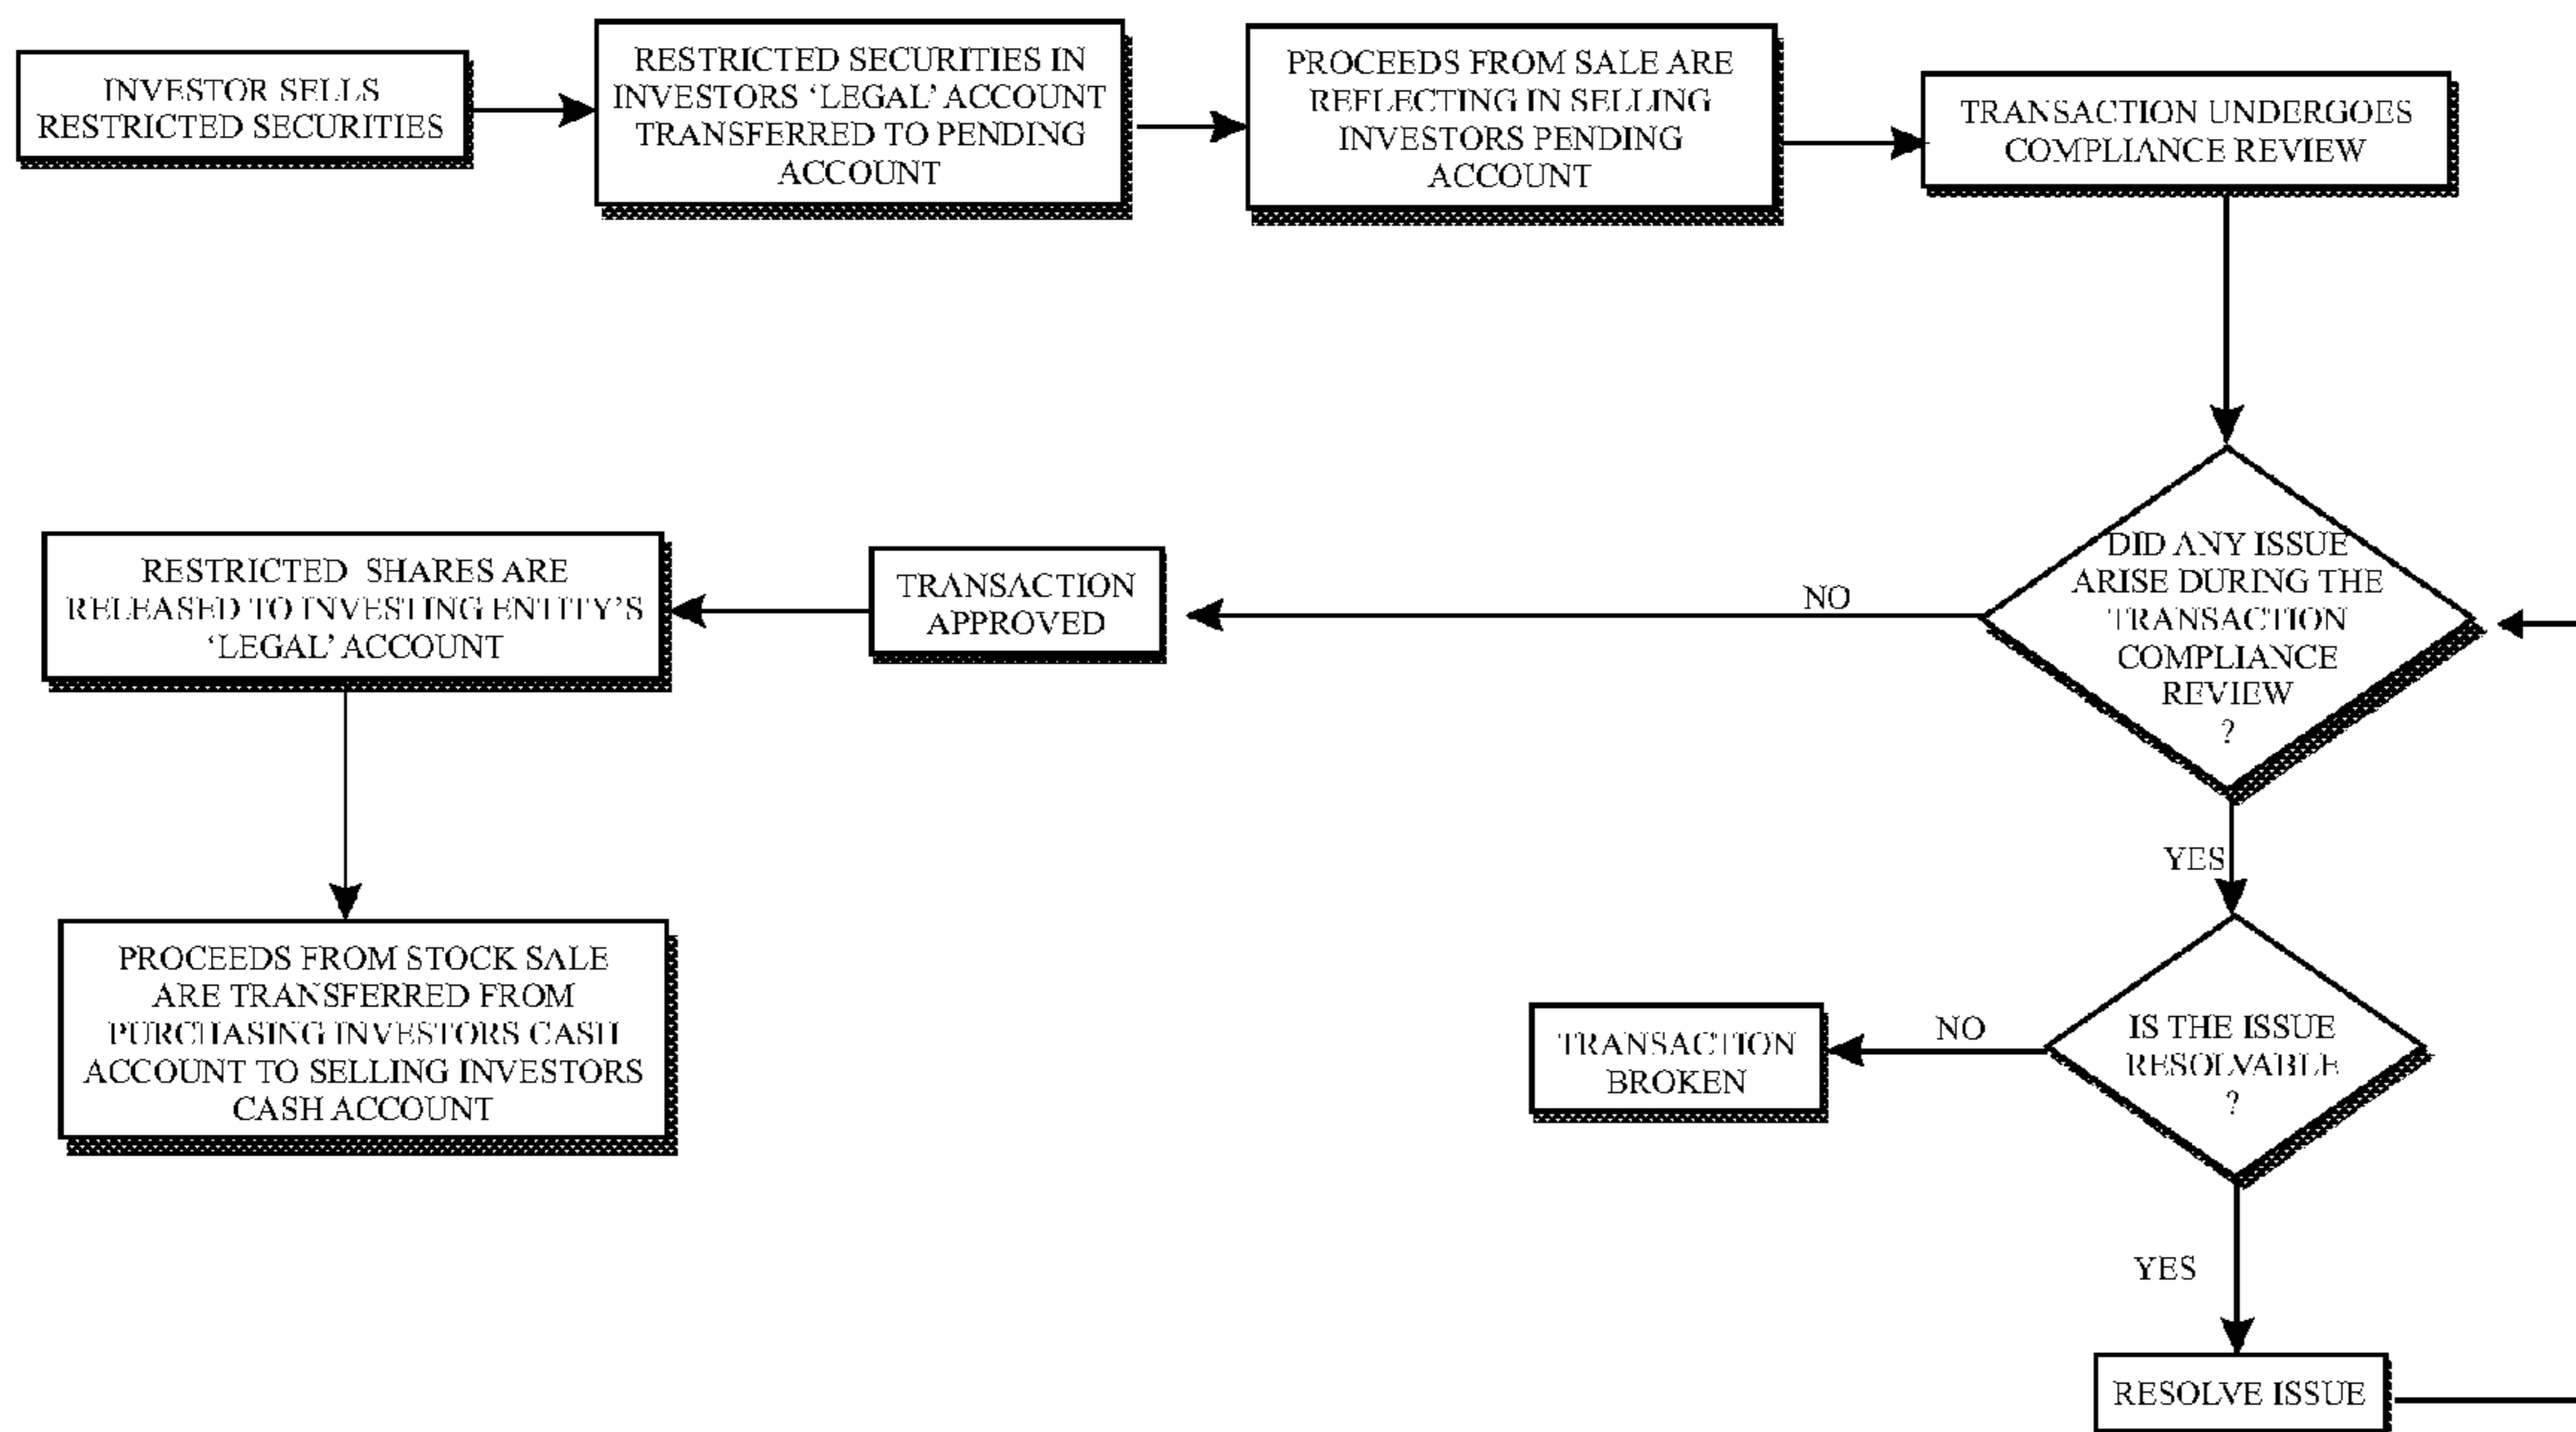 INVESTOR SELLS
RESTRICTED SECURITIES
RESTRICTED SECURITIES IN
INVESTORS ‘LEGAL’ ACCOUNT
TRANSFERRED TO PENDING
ACCOUNT
PROCEEDS FROM SALE ARE
REFLECTING IN SELLING
INVESTORS PENDING
ACCOUNT
TRANSACTION UNDERGOES
COMPLIANCE REVIEW
DID ANY ISSUE
ARISE DURING THE
TRANSACTION
COMPLIANCE
REVIEW
?
NO
TRANSACTION
APPROVED
RESTRICTED SHARES ARE
RELEASED TO INVESTING ENTITY’S
‘LEGAL’ ACCOUNT
PROCEEDS FROM STOCK SALE
ARE TRANSFERRED FROM
PURCHASING INVESTORS CASH
ACCOUNT TO SELLING INVESTORS
CASH ACCOUNT
YES
IS THE ISSUE
RESOLVABLE
?
NO
TRANSACTION
BROKEN
YES
RESOLVE ISSUE